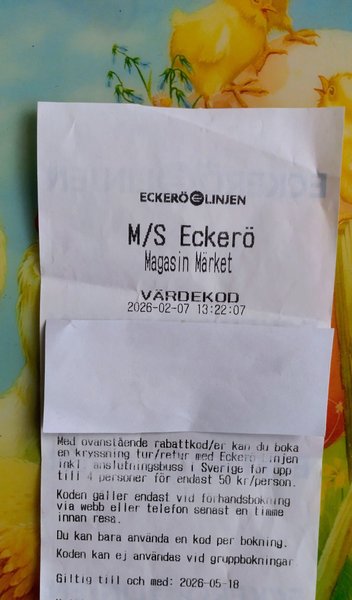 ECKERÖ LINJEN
M/S Eckerö
Magasin Märket
VÄRDEKOD
2026-02-07 13:22:07
Med ovanstående rabattkod/er kan du boka
en kryssning tur/retur med Eckerö Linjen
inkl anslutningsbuss i Sverige för upp
till 4 personer för endast 50 kr/person.
Koden gäller endast vid förhandsbokning
via webb eller telefon senast en timme
innan resa.
Du kan bara använda en kod per bokning.
Koden kan ej användas vid gruppbokningar
Giltig till och med: 2026-05-18